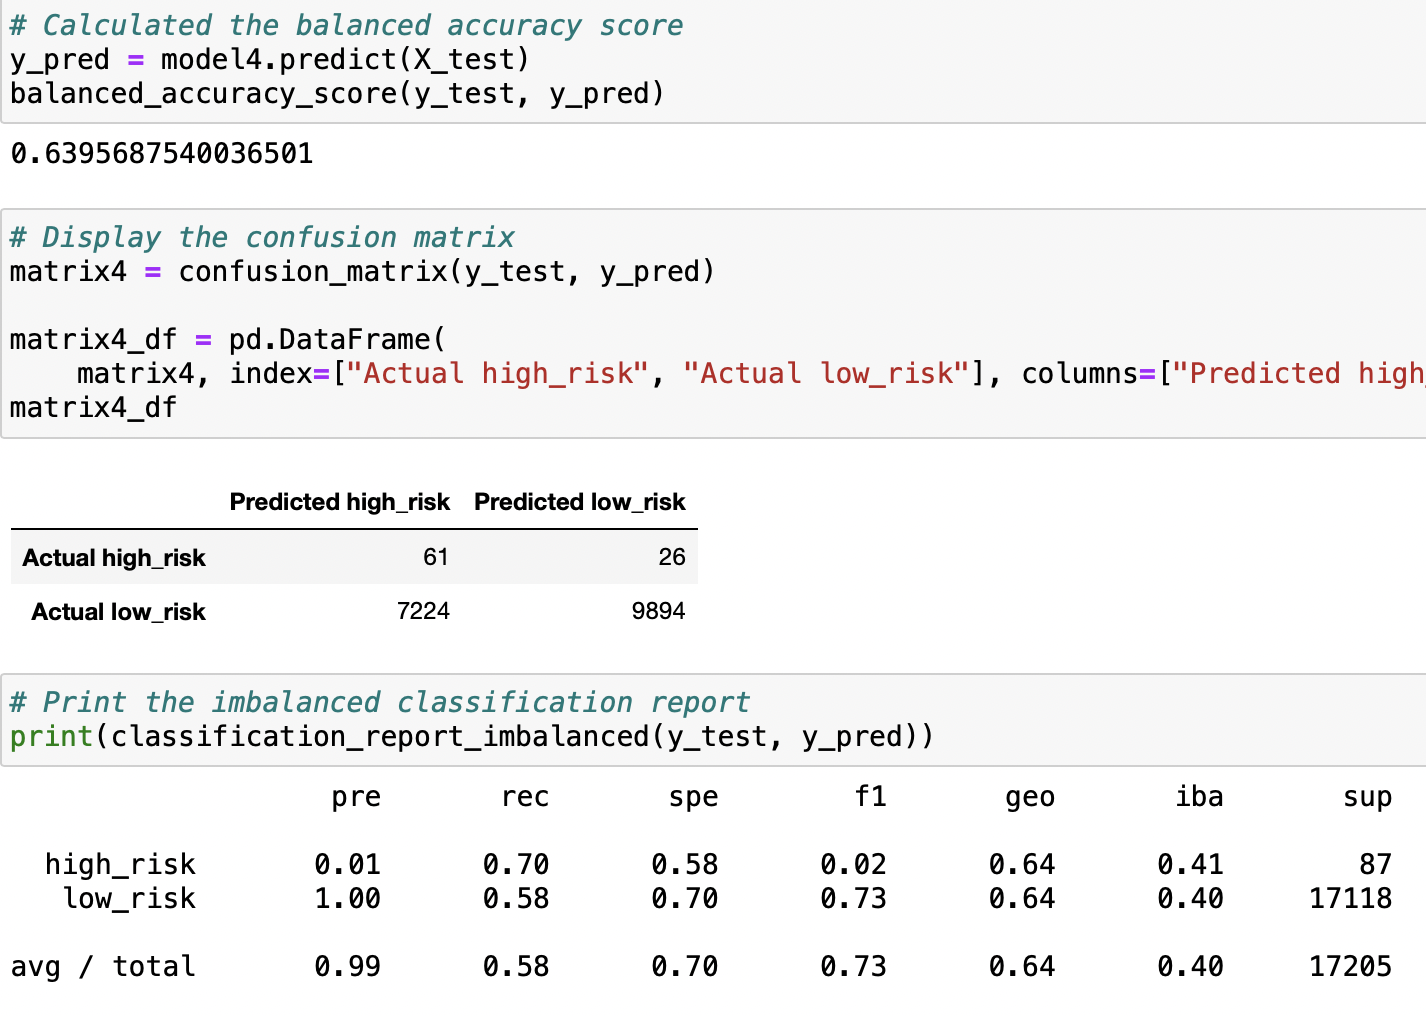 # Calculated the balanced accuracy score
y_pred = model4.predict(X_test)
balanced_accuracy_score(y_test, y_pred)
0.6395687540036501
# Display the confusion matrix
matrix4 = confusion_matrix(y_test, y_pred)
matrix4_df = pd.DataFrame(
    matrix4, index=["Actual high_risk", "Actual low_risk"], columns=["Predicted high_
matrix4_df
Predicted high_risk Predicted low_risk
Actual high_risk 61 26
Actual low_risk 7224 9894
# Print the imbalanced classification report
print(classification_report_imbalanced(y_test, y_pred))
pre rec spe f1 geo iba sup
high_risk 0.01 0.70 0.58 0.02 0.64 0.41 87
low_risk 1.00 0.58 0.70 0.73 0.64 0.40 17118
avg / total 0.99 0.58 0.70 0.73 0.64 0.40 17205